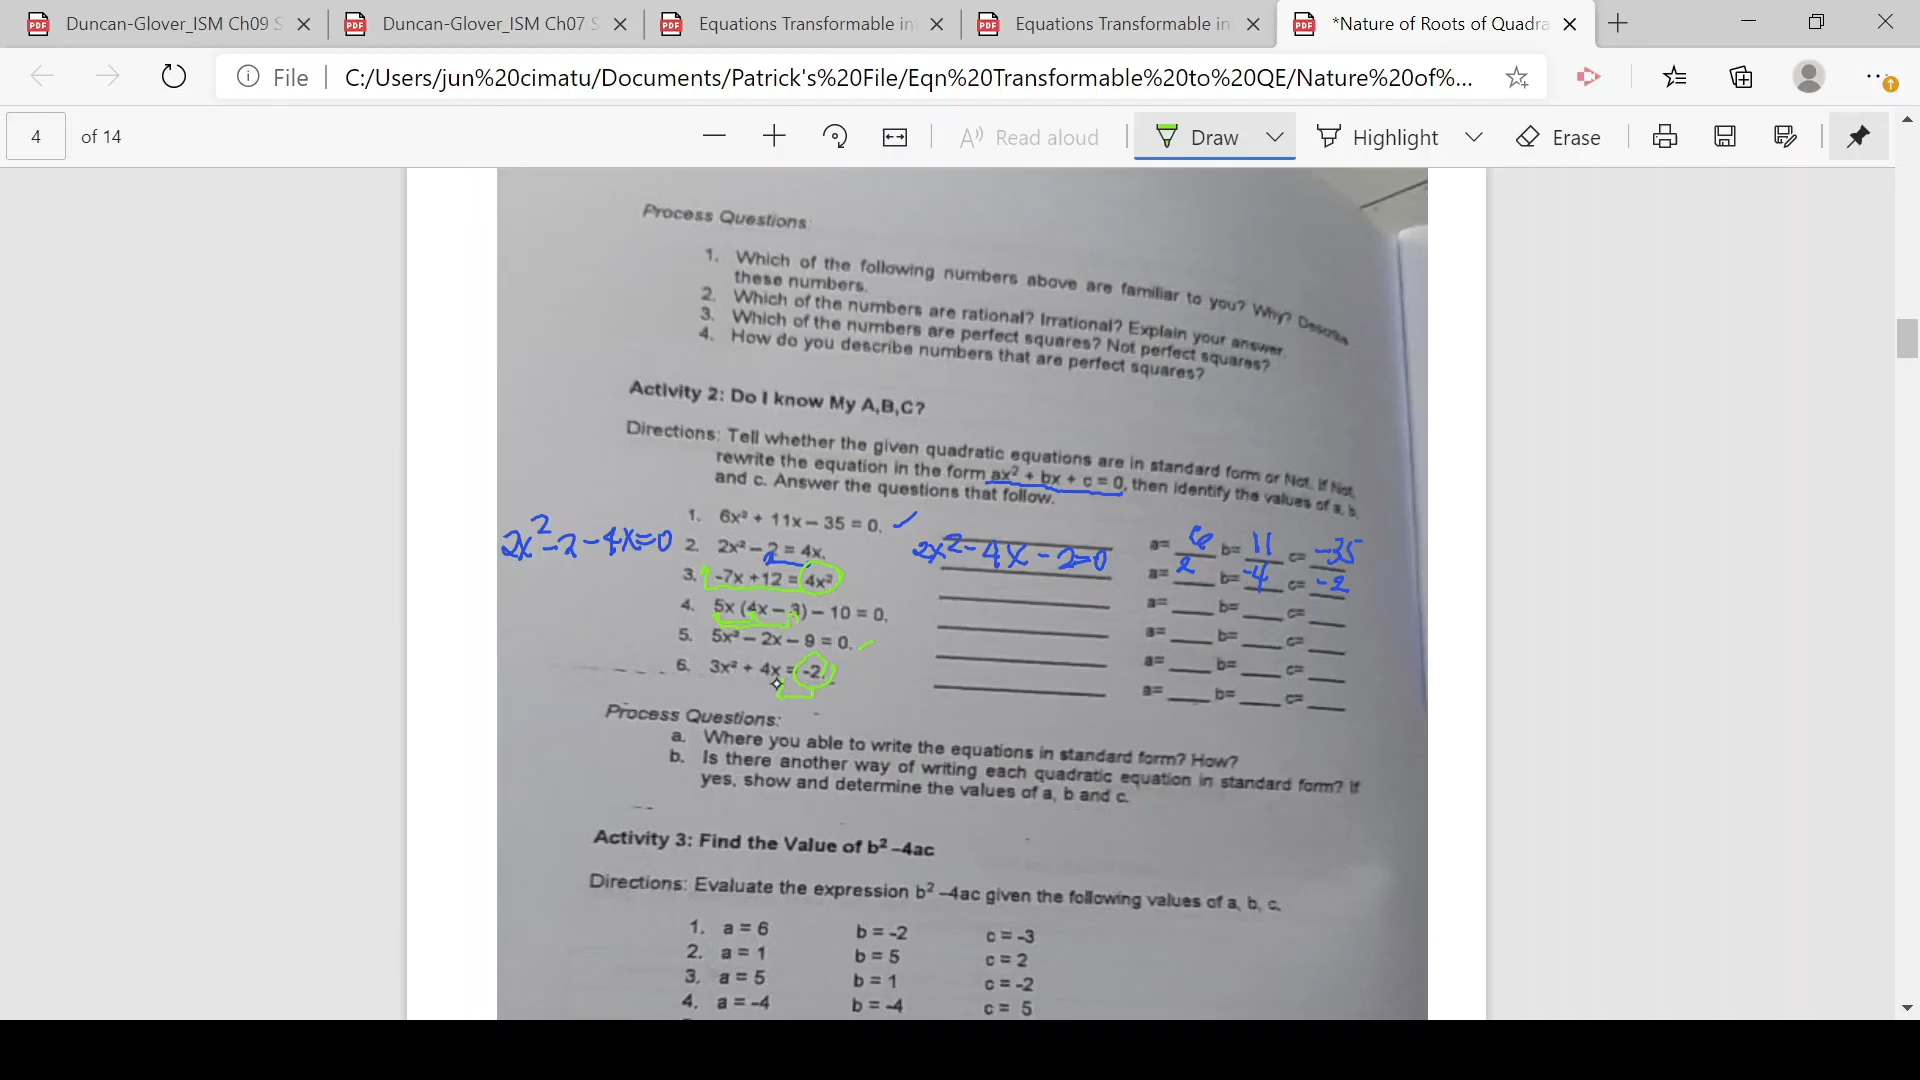 Duncan-Glover_ISM Ch09 S
Duncan-Glover_ISM Ch07 S
Equations Transformable in
Equations Transformable in
*Nature of Roots of Quadra
File
C:/Users/jun%20cimatu/Documents/Patrick's%20File/Eqn%20Transformable%20to%20QE/Nature%20of%...
4 of 14
Read aloud
Draw
Highlight
Erase
Process Questions:
1. Which of the following numbers above are familiar to you? Why? Describe
these numbers.
2. Which of the numbers are rational? Irrational? Explain your answer.
3. Which of the numbers are perfect squares? Not perfect squares?
4. How do you describe numbers that are perfect squares?
Activity 2: Do I know My A,B,C?
Directions: Tell whether the given quadratic equations are in standard form or Not. If Not,
rewrite the equation in the form ax² + bx + c = 0, then identify the values of a, b,
and c. Answer the questions that follow.
1. 6x² + 11x – 35 = 0. ✓ a= 6 b= 11 c= -35
2x²-2-4x=0 2. 2x² – 2 = 4x. 2x²-4x-2=0 a= 2 b= -4 c= -2
3. -7x +12 = 4x² a= b= c=
4. 5x (4x – 3) – 10 = 0, a= b= c=
5. 5x² – 2x – 9 = 0. ✓ a= b= c=
6. 3x² + 4x = -2. a= b= c=
Process Questions:
a. Where you able to write the equations in standard form? How?
b. Is there another way of writing each quadratic equation in standard form? If
yes, show and determine the values of a, b and c.
Activity 3: Find the Value of b² –4ac
Directions: Evaluate the expression b² –4ac given the following values of a, b, c.
1. a = 6 b = -2 c = -3
2. a = 1 b = 5 c = 2
3. a = 5 b = 1 c = -2
4. a = -4 b = -4 c = 5